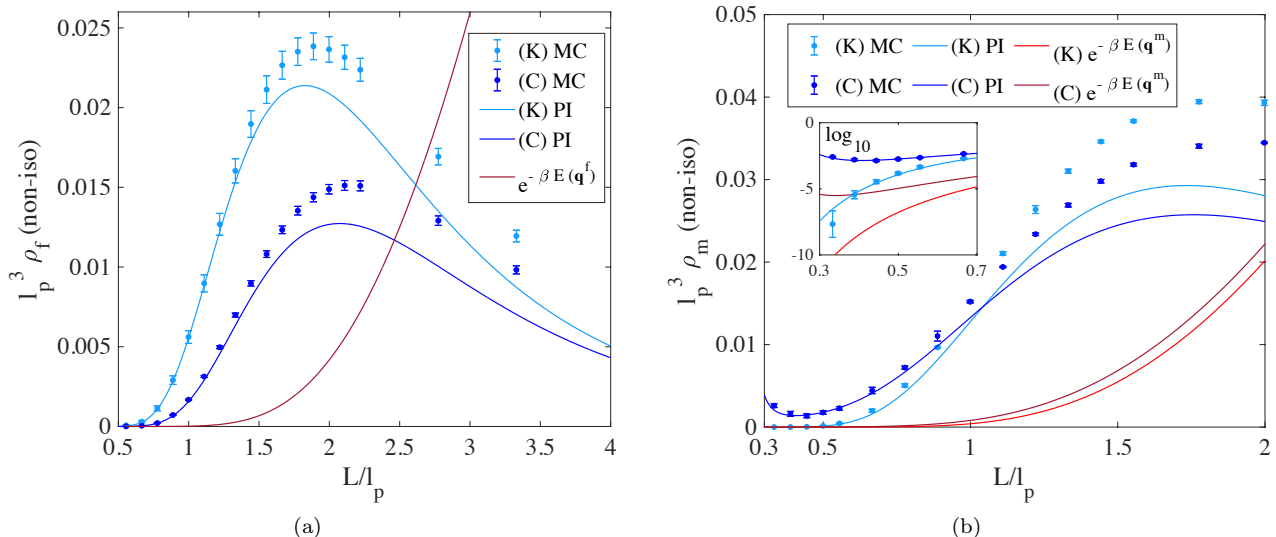 l_p^3 ρ_f (non-iso)
0.025
0.02
0.015
0.01
0.005
0
(K) MC
(C) MC
(K) PI
(C) PI
e^{- β E (q^f)}
0.5 1 1.5 2 2.5 3 3.5 4
L/l_p
(a)
l_p^3 ρ_m (non-iso)
0.05
0.04
0.03
0.02
0.01
0
(K) MC (K) PI (K) e^{- β E (q^m)}
(C) MC (C) PI (C) e^{- β E (q^m)}
log_10
0
-5
-10
0.3 0.5 0.7
0.3 0.5 1 1.5 2
L/l_p
(b)